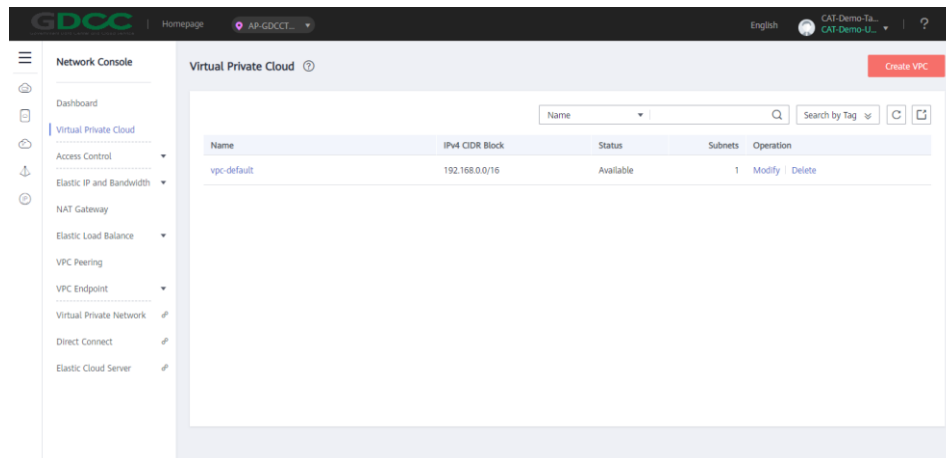 GDCC
Homepage
AP-GDCCT...
English
CAT-Demo-Ta...
CAT-Demo-U...
?
Network Console
Dashboard
Virtual Private Cloud
Access Control
Elastic IP and Bandwidth
NAT Gateway
Elastic Load Balance
VPC Peering
VPC Endpoint
Virtual Private Network
Direct Connect
Elastic Cloud Server
Virtual Private Cloud ?
Create VPC
Name
Search by Tag
Name IPv4 CIDR Block Status Subnets Operation
vpc-default 192.168.0.0/16 Available 1 Modify | Delete